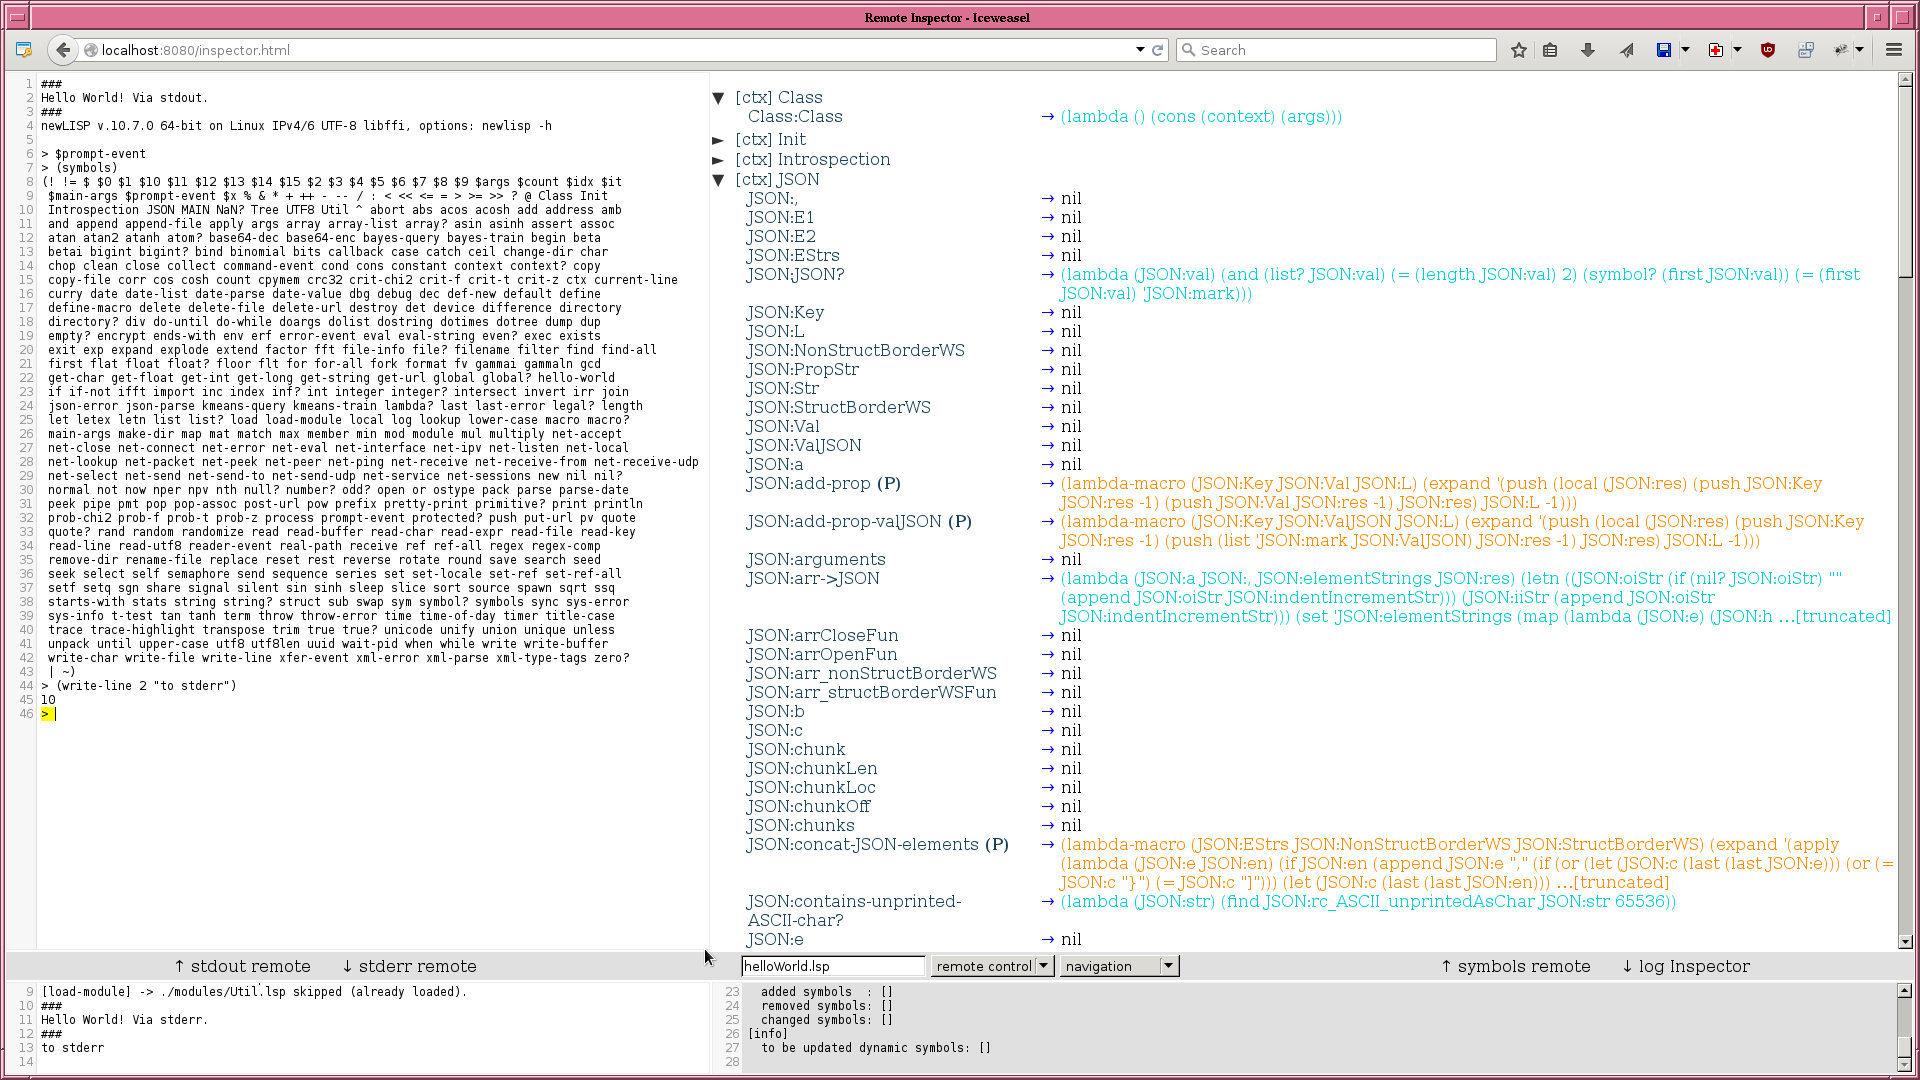 Remote Inspector - Iceweasel
localhost:8080/inspector.html
Search
1 ###
2 Hello World! Via stdout.
3 ###
4 newLISP v.10.7.0 64-bit on Linux IPv4/6 UTF-8 libffi, options: newlisp -h
5
6 > $prompt-event
7 > (symbols)
8 (! != $ $0 $1 $10 $11 $12 $13 $14 $15 $2 $3 $4 $5 $6 $7 $8 $9 $args $count $idx $it
9 $main-args $prompt-event $x % & * + ++ - -- / : < << <= = > >= >> ? @ Class Init
10 Introspection JSON MAIN NaN? Tree UTF8 Util ^ abort abs acos acosh add address amb
11 and append append-file apply args array array-list array? asin asinh assert assoc
12 atan atan2 atanh atom? base64-dec base64-enc bayes-query bayes-train begin beta
13 betai bigint bigint? bind binomial bits callback case catch ceil change-dir char
14 chop clean close collect command-event cond cons constant context context? copy
15 copy-file corr cos cosh count cpymem crc32 crit-chi2 crit-f crit-t crit-z ctx current-line
16 curry date date-list date-parse date-value dbg debug dec def-new default define
17 define-macro delete delete-file delete-url destroy det device difference directory
18 directory? div do-until do-while doargs dolist dostring dotimes dotree dump dup
19 empty? encrypt ends-with env erf error-event eval eval-string even? exec exists
20 exit exp expand explode extend factor fft file-info file? filename filter find find-all
21 first flat float float? floor flt for for-all fork format fv gammai gammaln gcd
22 get-char get-float get-int get-long get-string get-url global global? hello-world
23 if if-not ifft import inc index inf? int integer integer? intersect invert irr join
24 json-error json-parse kmeans-query kmeans-train lambda? last last-error legal? length
25 let letex letn list list? load load-module local log lookup lower-case macro macro?
26 main-args make-dir map mat match max member min mod module mul multiply net-accept
27 net-close net-connect net-error net-eval net-interface net-ipv net-listen net-local
28 net-lookup net-packet net-peek net-peer net-ping net-receive net-receive-from net-receive-udp
29 net-select net-send net-send-to net-send-udp net-service net-sessions new nil nil?
30 normal not now nper npv nth null? number? odd? open or ostype pack parse parse-date
31 peek pipe pmt pop pop-assoc post-url pow prefix pretty-print primitive? print println
32 prob-chi2 prob-f prob-t prob-z process prompt-event protected? push put-url pv quote
33 quote? rand random randomize read read-buffer read-char read-expr read-file read-key
34 read-line read-utf8 reader-event real-path receive ref ref-all regex regex-comp
35 remove-dir rename-file replace reset rest reverse rotate round save search seed
36 seek select self semaphore send sequence series set set-locale set-ref set-ref-all
37 setf setq sgn share signal silent sin sinh sleep slice sort source spawn sqrt ssq
38 starts-with stats string string? struct sub swap sym symbol? symbols sync sys-error
39 sys-info t-test tan tanh term throw throw-error time time-of-day timer title-case
40 trace trace-highlight transpose trim true true? unicode unify union unique unless
41 unpack until upper-case utf8 utf8len uuid wait-pid when while write write-buffer
42 write-char write-file write-line xfer-event xml-error xml-parse xml-type-tags zero?
43 | ~)
44 > (write-line 2 "to stderr")
45 10
46 >
▼ [ctx] Class
Class:Class → (lambda () (cons (context) (args)))
► [ctx] Init
► [ctx] Introspection
▼ [ctx] JSON
JSON:, → nil
JSON:E1 → nil
JSON:E2 → nil
JSON:EStrs → nil
JSON:JSON? → (lambda (JSON:val) (and (list? JSON:val) (= (length JSON:val) 2) (symbol? (first JSON:val)) (= (first
JSON:val) 'JSON:mark)))
JSON:Key → nil
JSON:L → nil
JSON:NonStructBorderWS → nil
JSON:PropStr → nil
JSON:Str → nil
JSON:StructBorderWS → nil
JSON:Val → nil
JSON:ValJSON → nil
JSON:a → nil
JSON:add-prop (P) → (lambda-macro (JSON:Key JSON:Val JSON:L) (expand '(push (local (JSON:res) (push JSON:Key
JSON:res -1) (push JSON:Val JSON:res -1) JSON:res) JSON:L -1)))
JSON:add-prop-valJSON (P) → (lambda-macro (JSON:Key JSON:ValJSON JSON:L) (expand '(push (local (JSON:res) (push JSON:Key
JSON:res -1) (push (list 'JSON:mark JSON:ValJSON) JSON:res -1) JSON:res) JSON:L -1)))
JSON:arguments → nil
JSON:arr->JSON → (lambda (JSON:a JSON:, JSON:elementStrings JSON:res) (letn ((JSON:oiStr (if (nil? JSON:oiStr) ""
(append JSON:oiStr JSON:indentIncrementStr))) (JSON:iiStr (append JSON:oiStr
JSON:indentIncrementStr))) (set 'JSON:elementStrings (map (lambda (JSON:e) (JSON:h ...[truncated]
JSON:arrCloseFun → nil
JSON:arrOpenFun → nil
JSON:arr_nonStructBorderWS → nil
JSON:arr_structBorderWSFun → nil
JSON:b → nil
JSON:c → nil
JSON:chunk → nil
JSON:chunkLen → nil
JSON:chunkLoc → nil
JSON:chunkOff → nil
JSON:chunks → nil
JSON:concat-JSON-elements (P) → (lambda-macro (JSON:EStrs JSON:NonStructBorderWS JSON:StructBorderWS) (expand '(apply
(lambda (JSON:e JSON:en) (if JSON:en (append JSON:e "," (if (or (let (JSON:c (last (last JSON:e))) (or (=
JSON:c "}") (= JSON:c "]"))) (let (JSON:c (last (last JSON:en))) ...[truncated]
JSON:contains-unprinted- → (lambda (JSON:str) (find JSON:rc_ASCII_unprintedAsChar JSON:str 65536))
ASCII-char?
JSON:e → nil
↑ stdout remote ↓ stderr remote
helloWorld.lsp remote control navigation
↑ symbols remote ↓ log Inspector
9 [load-module] -> ./modules/Util.lsp skipped (already loaded).
10 ###
11 Hello World! Via stderr.
12 ###
13 to stderr
14
23 added symbols : []
24 removed symbols: []
25 changed symbols: []
26 [info]
27 to be updated dynamic symbols: []
28